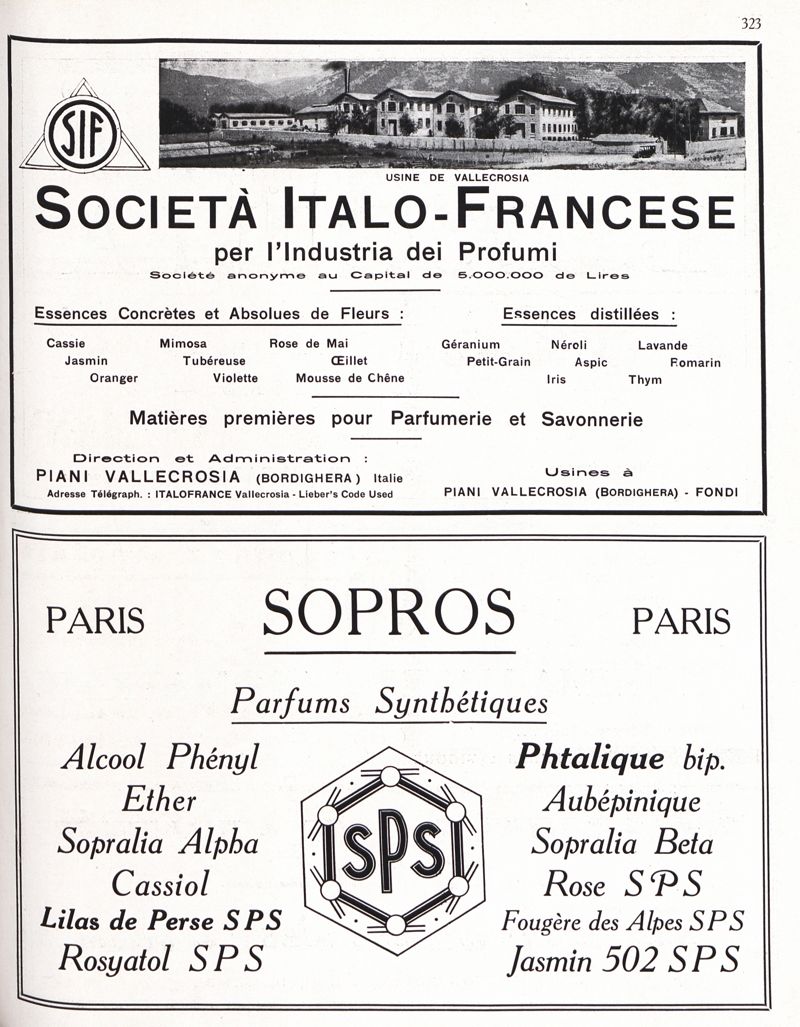 323
SIF
USINE DE VALLECROSIA
SOCIETÀ ITALO-FRANCESE
per l'Industria dei Profumi
Société anonyme au Capital de 5.000.000 de Lires
Essences Concrètes et Absolues de Fleurs :
Cassie Mimosa Rose de Mai
Jasmin Tubéreuse Œillet
Oranger Violette Mousse de Chêne
Essences distillées :
Géranium Néroli Lavande
Petit-Grain Aspic Romarin
Iris Thym
Matières premières pour Parfumerie et Savonnerie
Direction et Administration :
PIANI VALLECROSIA (BORDIGHERA) Italie
Adresse Télégraph. : ITALOFRANCE Vallecrosia - Lieber's Code Used
Usines à
PIANI VALLECROSIA (BORDIGHERA) - FONDI
PARIS SOPROS PARIS
Parfums Synthétiques
Alcool Phényl
Ether
Sopralia Alpha
Cassiol
Lilas de Perse SPS
Rosyatol SPS
SPS
Phtalique bip.
Aubépinique
Sopralia Beta
Rose SPS
Fougère des Alpes SPS
Jasmin 502 SPS